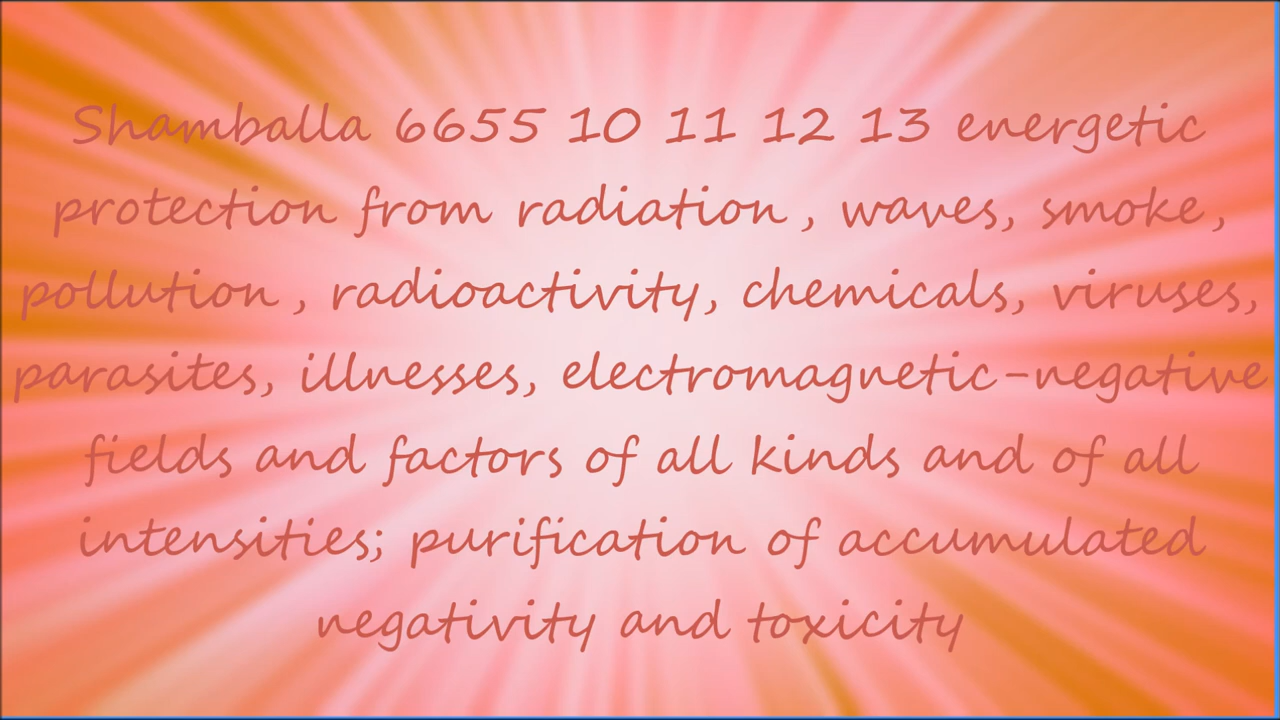 Shamballa 6655 10 11 12 13 energetic
protection from radiation , waves, smoke,
pollution , radioactivity, chemicals, viruses,
parasites, illnesses, electromagnetic-negative
fields and factors of all kinds and of all
intensities; purification of accumulated
negativity and toxicity